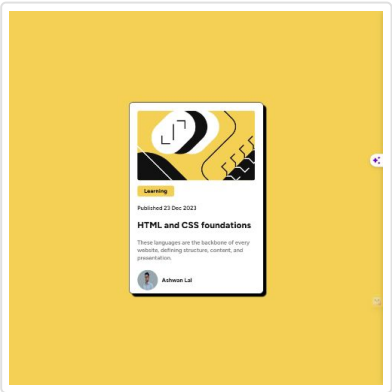 Learning
Published 23 Dec 2023
HTML and CSS foundations
These languages are the backbone of every
website, defining structure, content, and
presentation.
Ashwan Lal